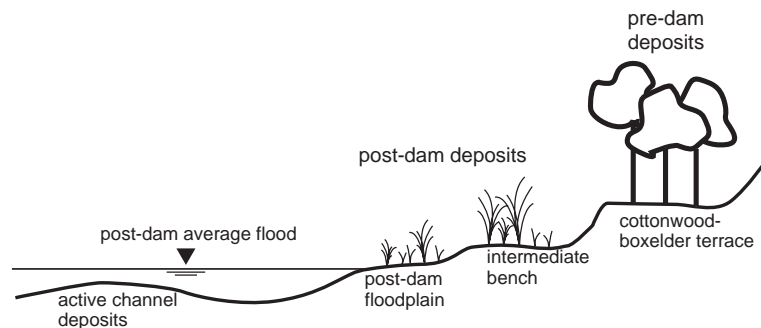 pre-dam
deposits
post-dam deposits
post-dam average flood
cottonwood-
boxelder terrace
intermediate
bench
post-dam
floodplain
active channel
deposits